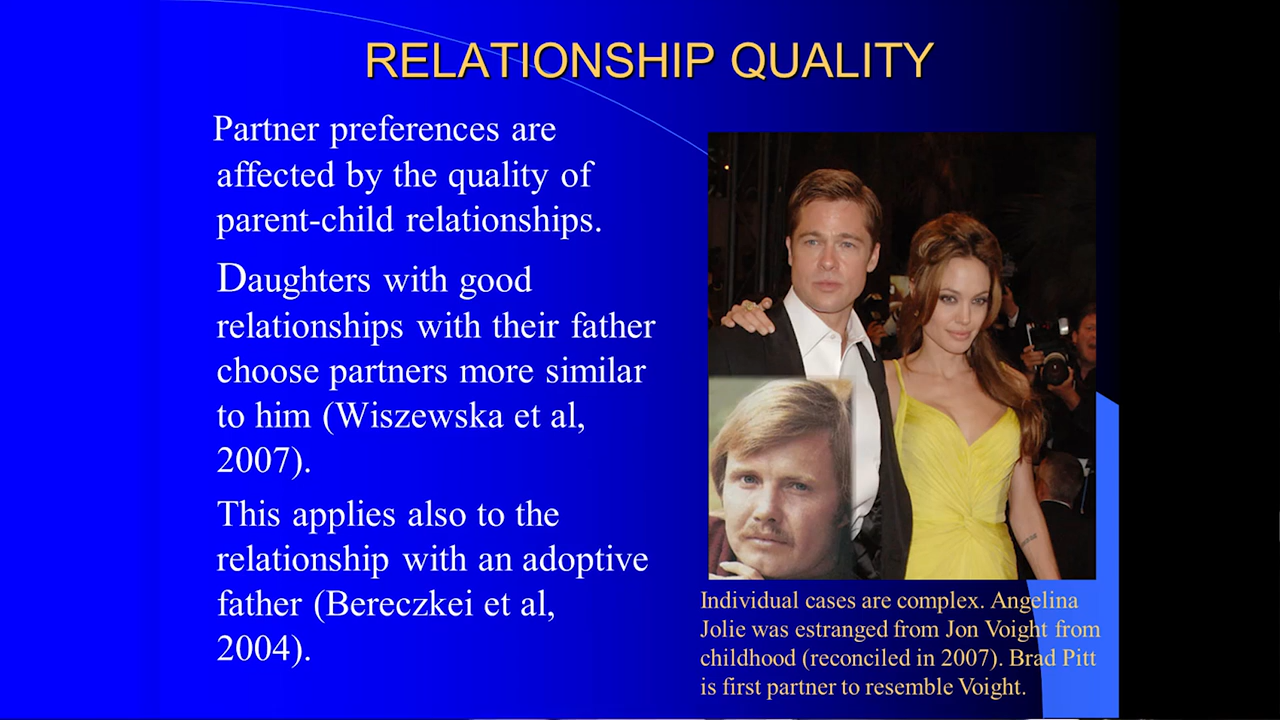 RELATIONSHIP QUALITY
Partner preferences are
affected by the quality of
parent-child relationships.
Daughters with good
relationships with their father
choose partners more similar
to him (Wiszewska et al,
2007).
This applies also to the
relationship with an adoptive
father (Bereczkei et al,
2004).
Individual cases are complex. Angelina
Jolie was estranged from Jon Voight from
childhood (reconciled in 2007). Brad Pitt
is first partner to resemble Voight.